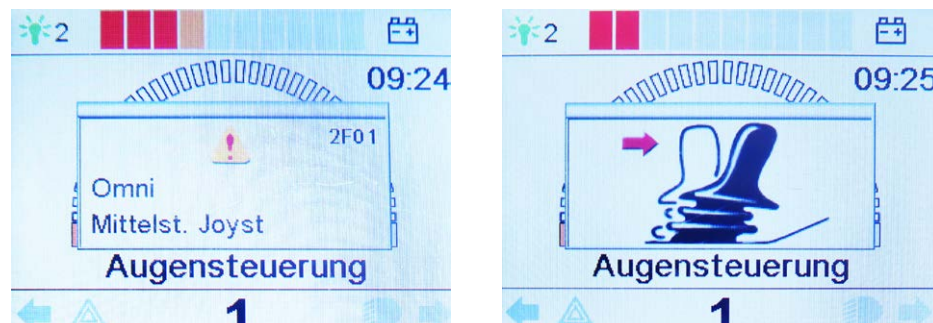 2
09:24
2F01
Omni
Mittelst. Joyst
Augensteuerung
1
2
09:25
Augensteuerung
1